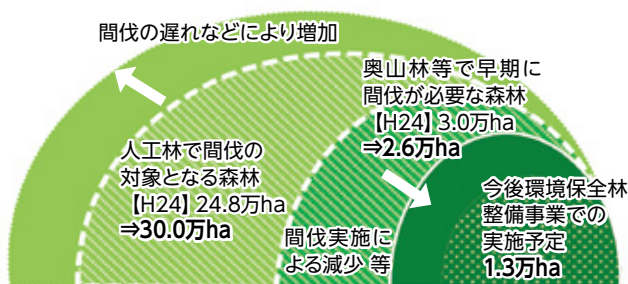 間伐の遅れなどにより増加
奥山林等で早期に
間伐が必要な森林
【H24】3.0万ha
⇒2.6万ha
人工林で間伐の
対象となる森林
【H24】24.8万ha
⇒30.0万ha
間伐実施に
よる減少 等
今後環境保全林
整備事業での
実施予定
1.3万ha